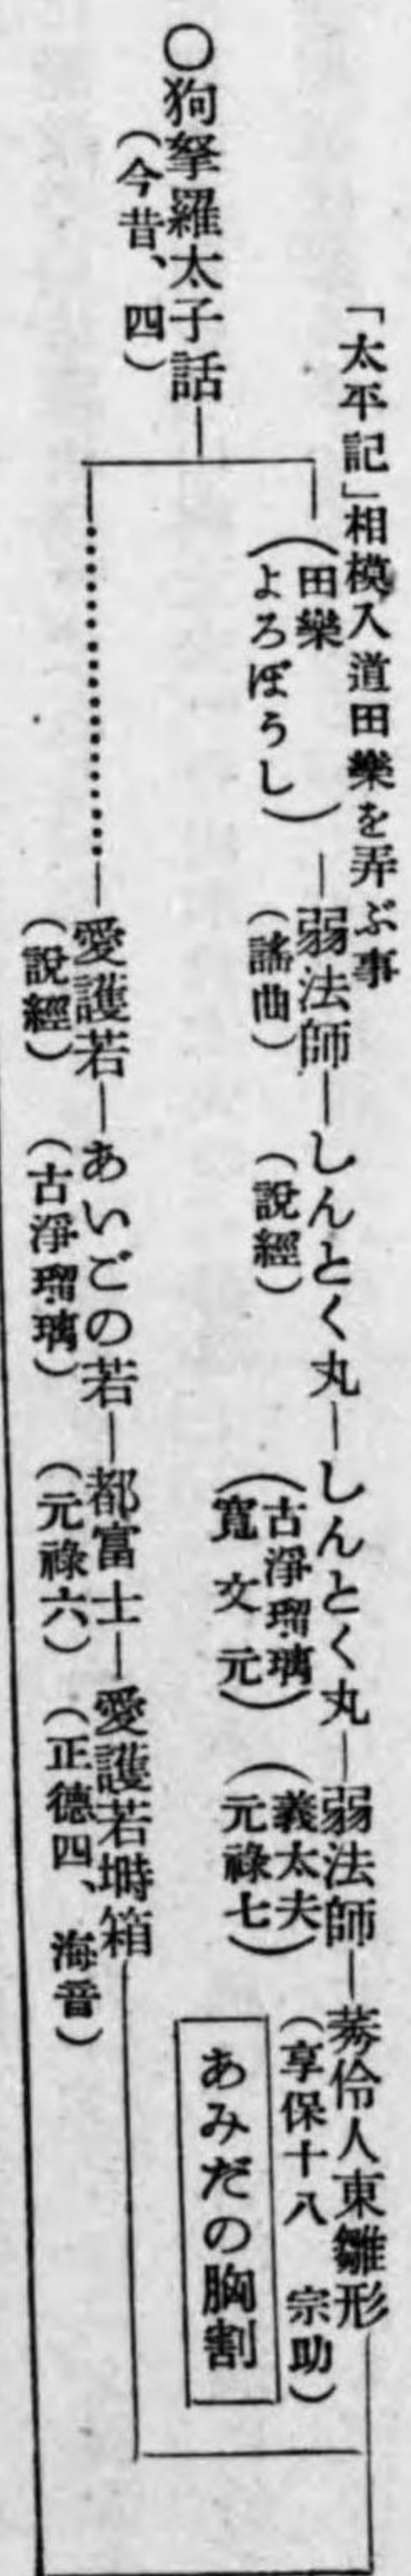 「太平記」相模入道田樂を弄ぶ事
〇狗拏羅太子話
(今昔、四)
(田樂
よろぼうし)
弱法師
(謠曲)
しんとく丸
(說經)
しんとく丸
(古淨瑠璃)
寬文元)
弱法師
(義太夫)
元祿七)
莠伶人東雛形
(享保十八 宗助)
愛護若
(說經)
あいごの若
(古淨瑠璃)
都富士
(元祿六)
愛護若塒箱
(正德四、海音)
あみだの胸割